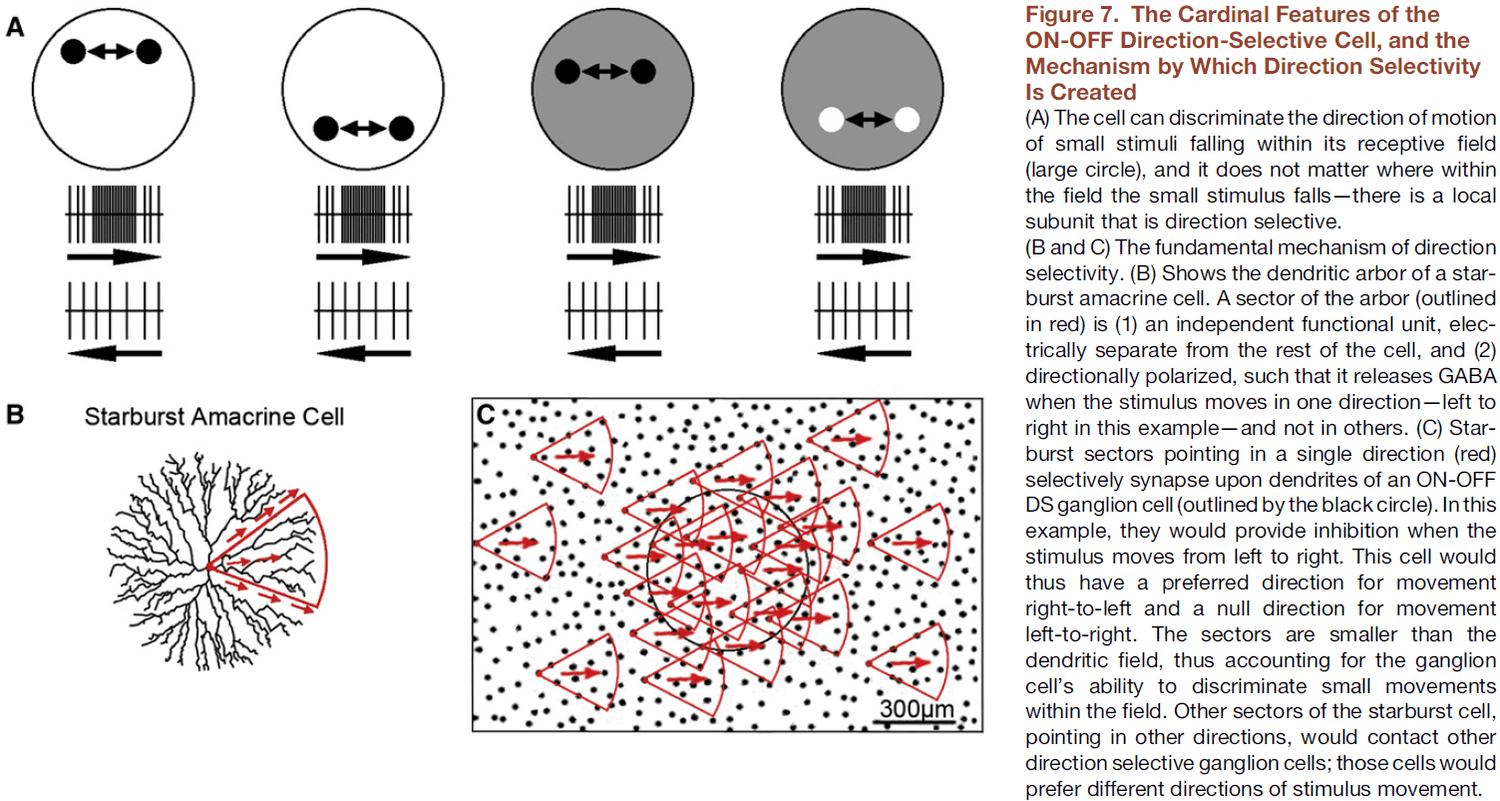 A
B
Starburst Amacrine Cell
C
300μm
Figure 7. The Cardinal Features of the
ON-OFF Direction-Selective Cell, and the
Mechanism by Which Direction Selectivity
Is Created
(A) The cell can discriminate the direction of motion
of small stimuli falling within its receptive field
(large circle), and it does not matter where within
the field the small stimulus falls—there is a local
subunit that is direction selective.
(B and C) The fundamental mechanism of direction
selectivity. (B) Shows the dendritic arbor of a star-
burst amacrine cell. A sector of the arbor (outlined
in red) is (1) an independent functional unit, elec-
trically separate from the rest of the cell, and (2)
directionally polarized, such that it releases GABA
when the stimulus moves in one direction—left to
right in this example—and not in others. (C) Star-
burst sectors pointing in a single direction (red)
selectively synapse upon dendrites of an ON-OFF
DS ganglion cell (outlined by the black circle). In this
example, they would provide inhibition when the
stimulus moves from left to right. This cell would
thus have a preferred direction for movement
right-to-left and a null direction for movement
left-to-right. The sectors are smaller than the
dendritic field, thus accounting for the ganglion
cell's ability to discriminate small movements
within the field. Other sectors of the starburst cell,
pointing in other directions, would contact other
direction selective ganglion cells; those cells would
prefer different directions of stimulus movement.